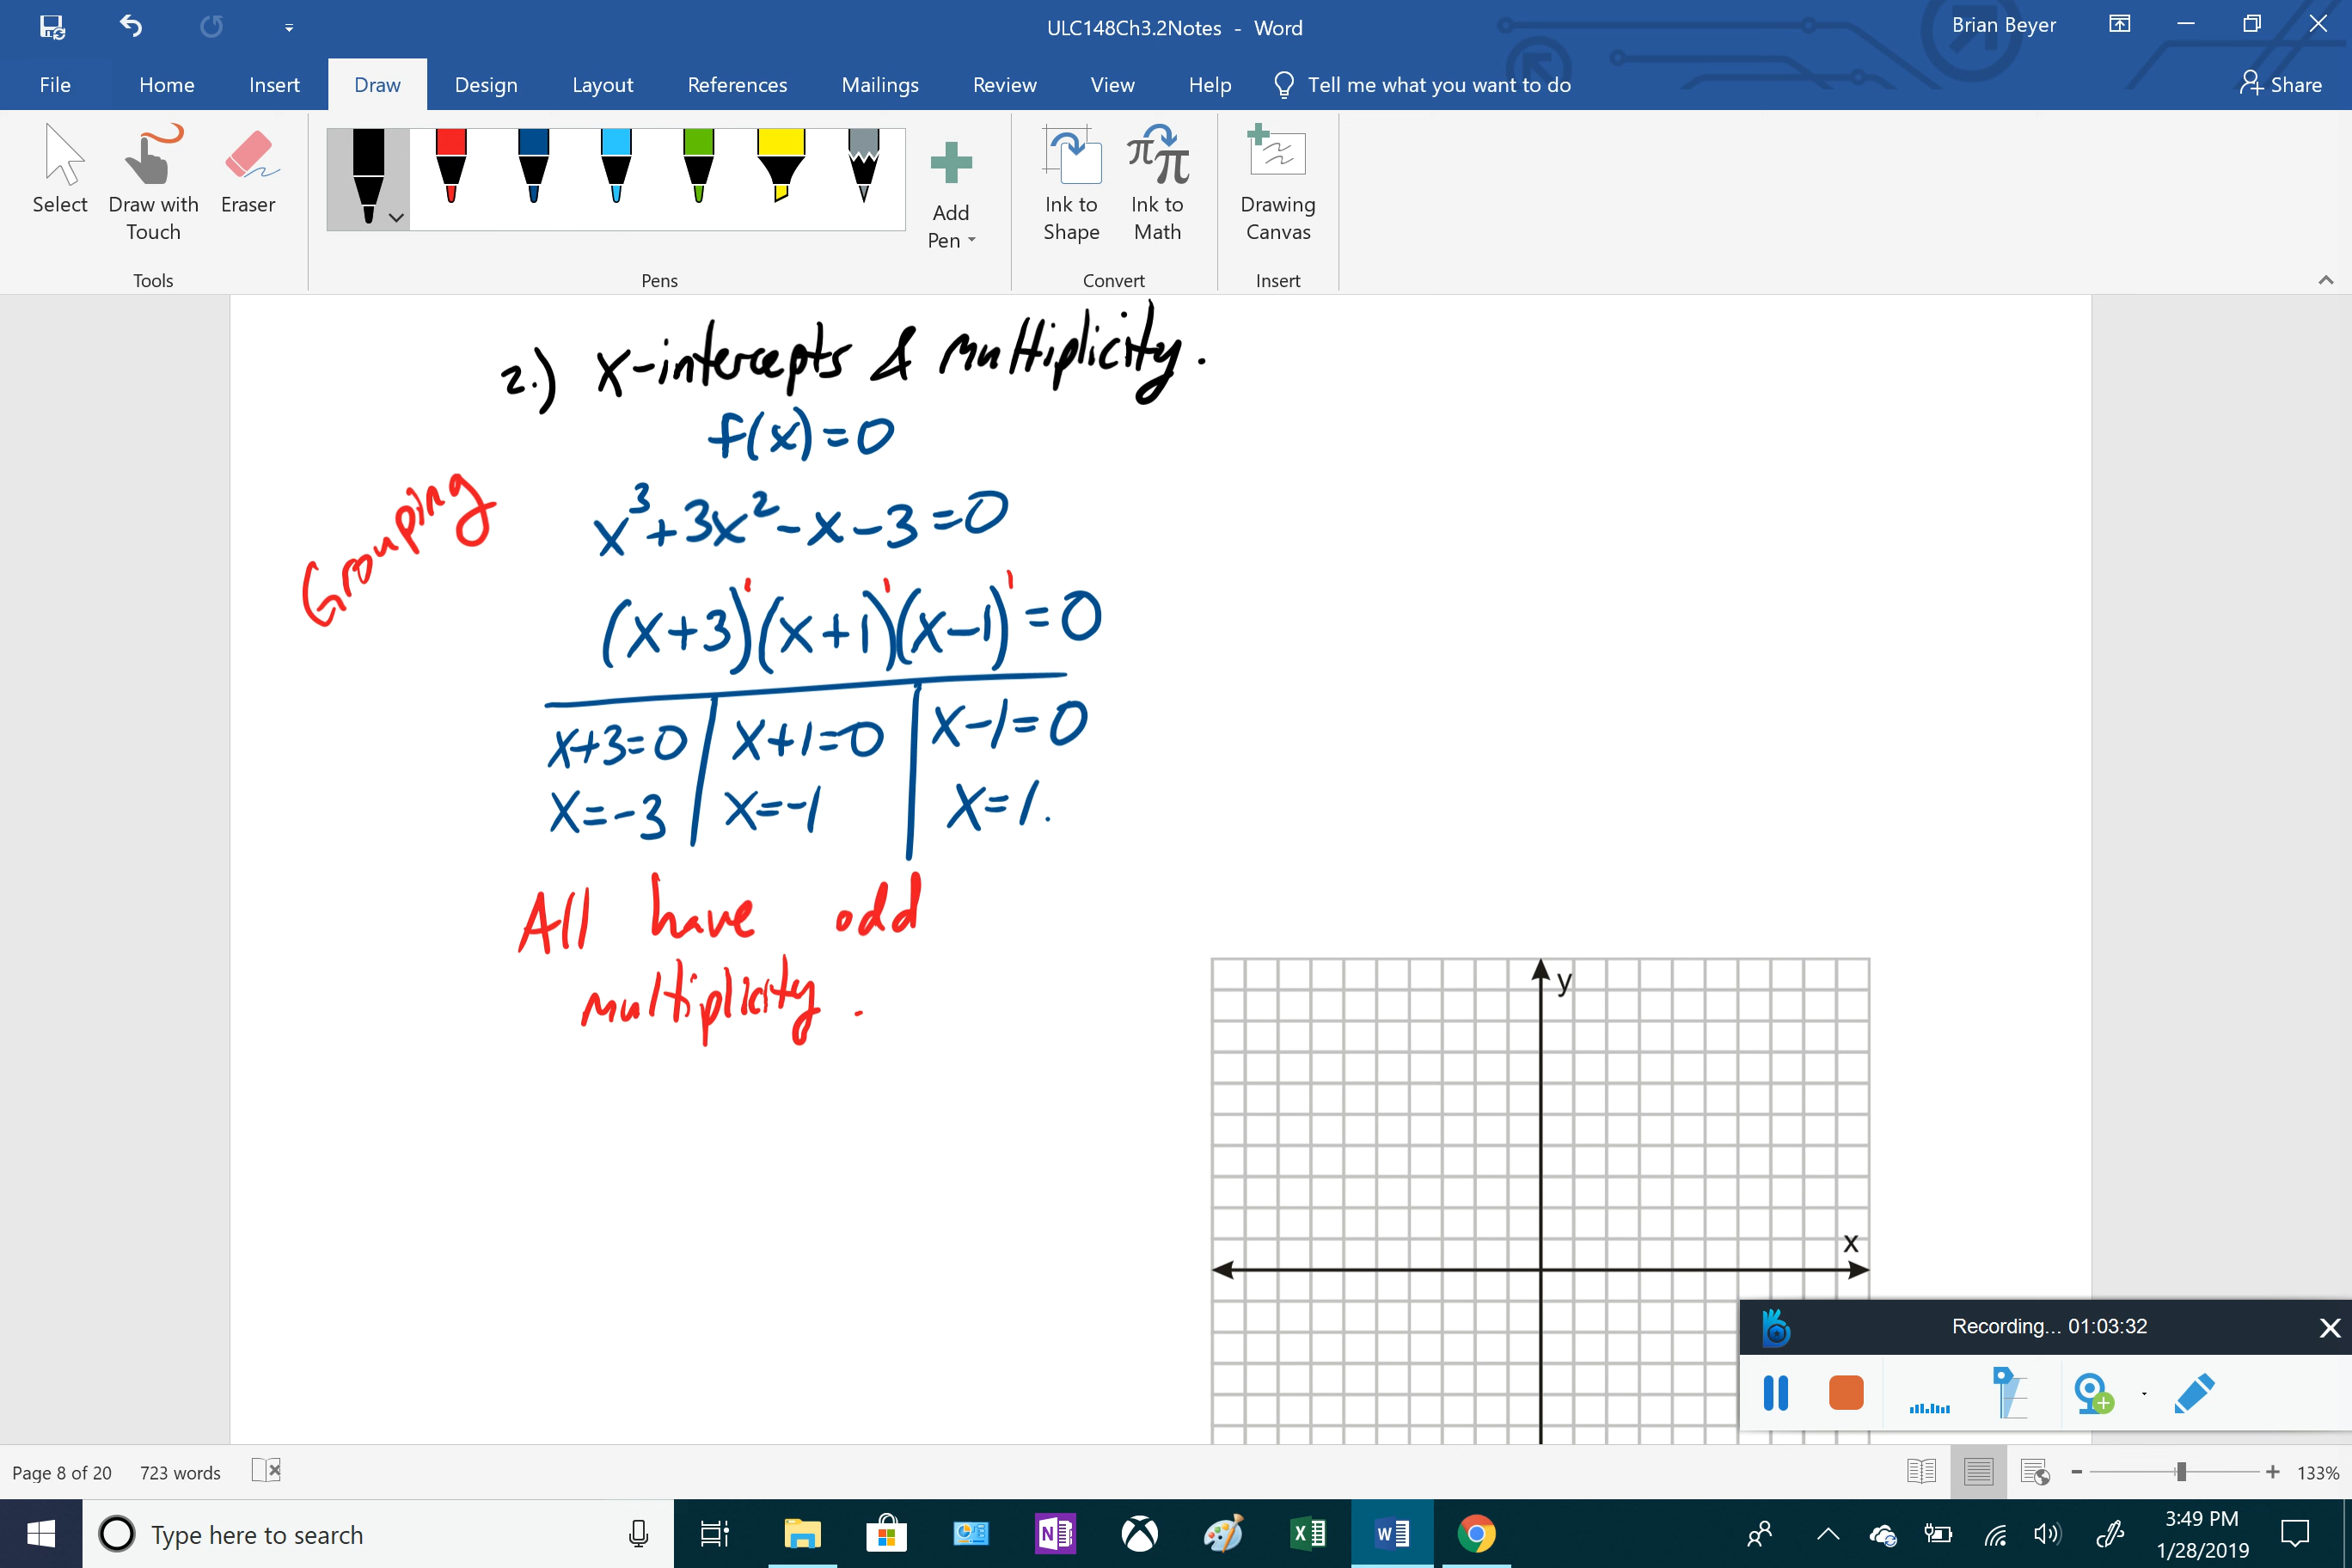 ULC148Ch3.2Notes - Word
Brian Beyer
File Home Insert Draw Design Layout References Mailings Review View Help Tell me what you want to do Share
Select Draw with Touch Eraser
Add Pen
Ink to Shape
Ink to Math
Drawing Canvas
Tools Pens Convert Insert
2.) x-intercepts & multiplicity.
f(x)=0
Grouping
x³+3x²-x-3=0
(x+3)¹(x+1)¹(x-1)¹=0
x+3=0 x+1=0 x-1=0
x=-3 x=-1 x=1.
All have odd
multiplicity.
y
x
Recording... 01:03:32
Page 8 of 20 723 words 133%
Type here to search
3:49 PM
1/28/2019